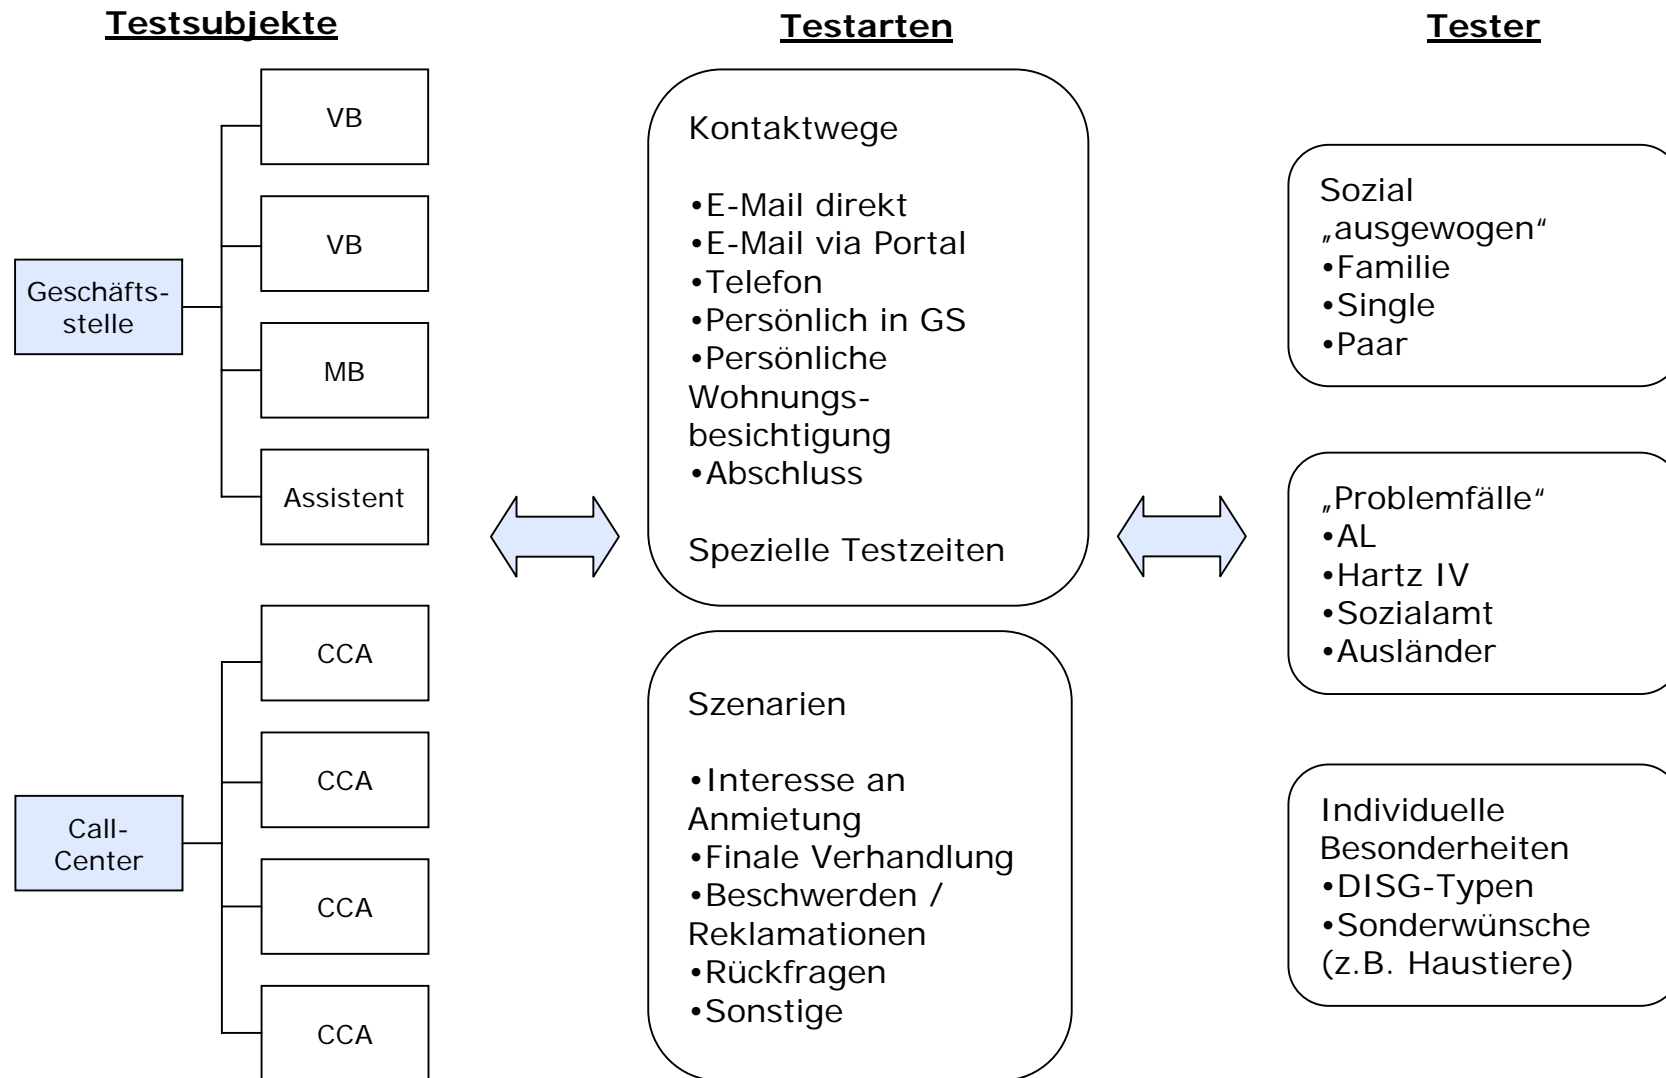 Testsubjekte
VB
VB
Geschäfts-
stelle
MB
Assistent
CCA
CCA
Call-
Center
CCA
CCA
Testarten
Kontaktwege
•E-Mail direkt
•E-Mail via Portal
•Telefon
•Persönlich in GS
•Persönliche
Wohnungs-
besichtigung
•Abschluss
Spezielle Testzeiten
Szenarien
•Interesse an
Anmietung
•Finale Verhandlung
•Beschwerden /
Reklamationen
•Rückfragen
•Sonstige
Tester
Sozial
„ausgewogen“
•Familie
•Single
•Paar
„Problemfälle“
•AL
•Hartz IV
•Sozialamt
•Ausländer
Individuelle
Besonderheiten
•DISG-Typen
•Sonderwünsche
(z.B. Haustiere)